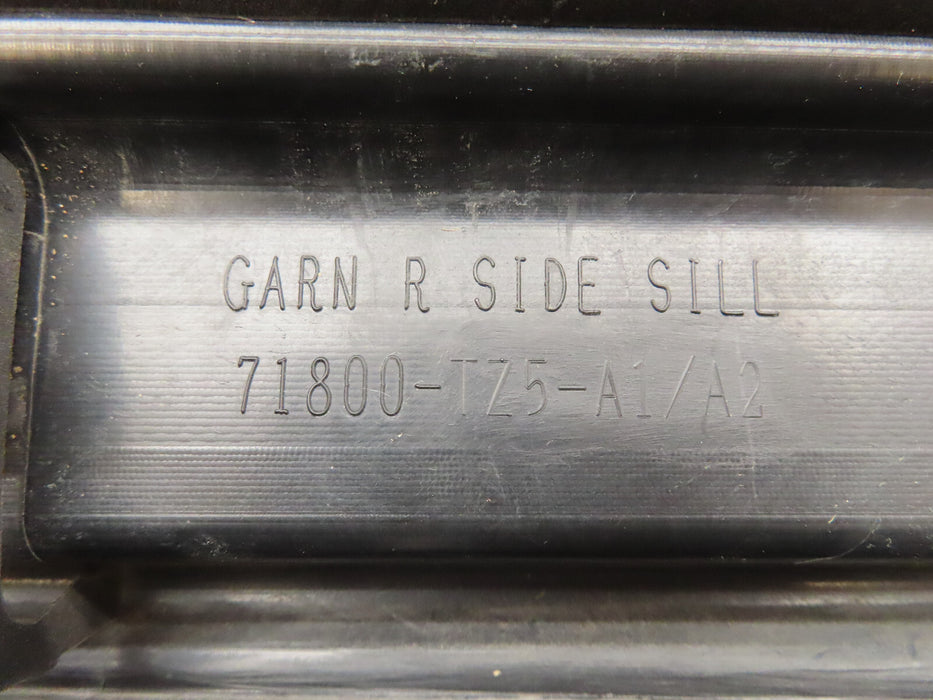 GARN R SIDE SILL
71800-TZ5-A1/A2